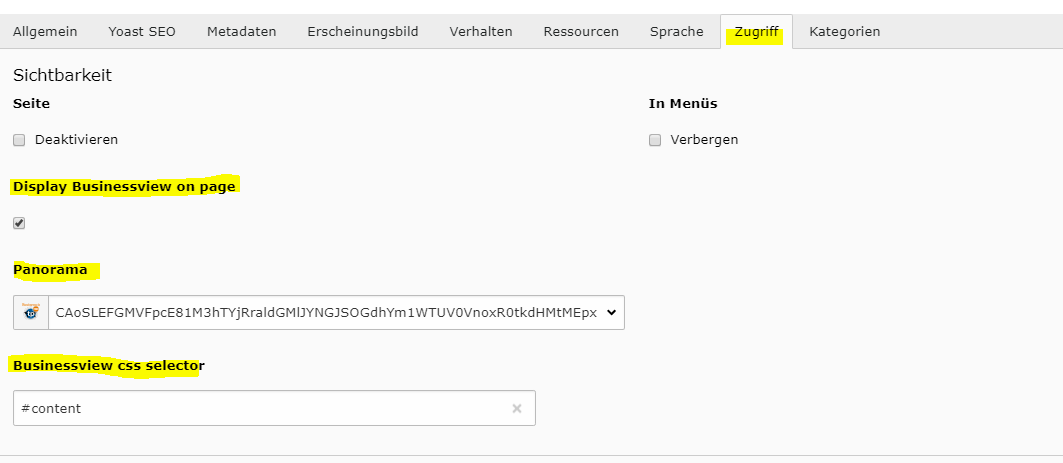 Allgemein Yoast SEO Metadaten Erscheinungsbild Verhalten Ressourcen Sprache Zugriff Kategorien
Sichtbarkeit
Seite In Menüs
Deaktivieren Verbergen
Display Businessview on page
Panorama
CAoSLEFGMVFpcE81M3hTYjRraldGMlJYNGJSOGdhYm1WTUV0VnoxR0tkdHMtMEpx
Businessview css selector
#content